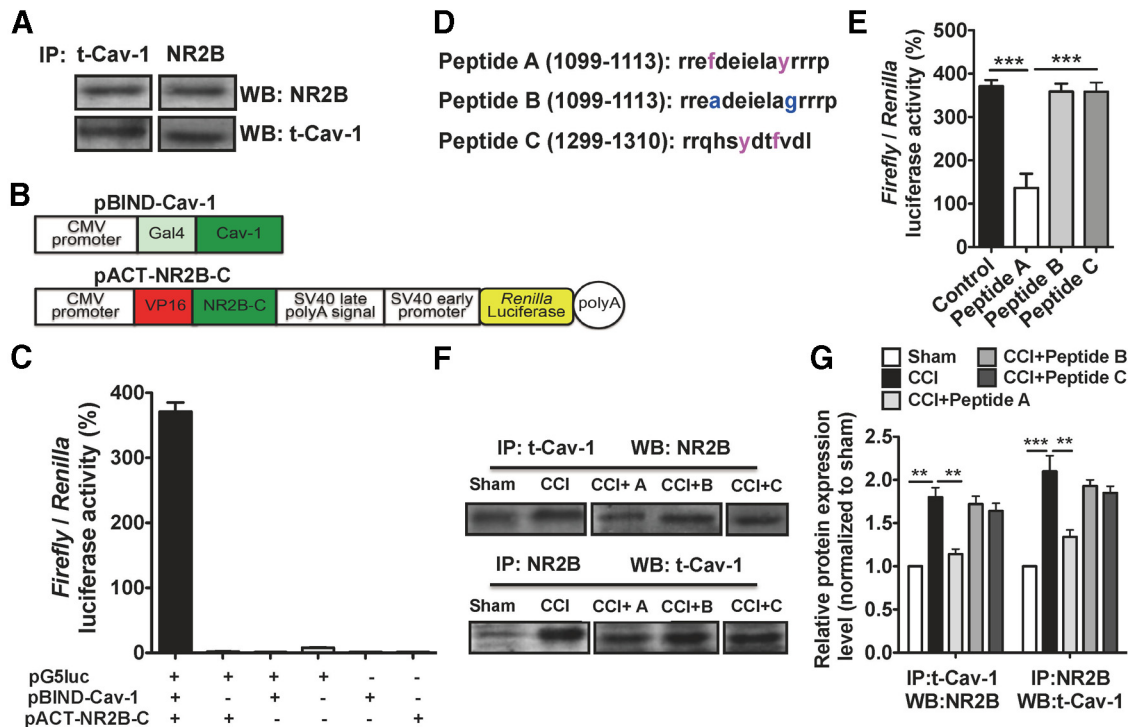 A
IP: t-Cav-1 NR2B
WB: NR2B
WB: t-Cav-1
B
pBIND-Cav-1
CMV promoter Gal4 Cav-1
pACT-NR2B-C
CMV promoter VP16 NR2B-C SV40 late polyA signal SV40 early promoter Renilla Luciferase polyA
C
Firefly / Renilla
luciferase activity (%)
400
300
200
100
0
pG5luc + + + + - -
pBIND-Cav-1 + - + - + -
pACT-NR2B-C + + - - - +
D
Peptide A (1099-1113): rrefdeielayrrrp
Peptide B (1099-1113): rreadeielagrrrp
Peptide C (1299-1310): rrqhsydtfvdl
E
Firefly / Renilla
luciferase activity (%)
500
400
300
200
100
0
*** ***
Control
Peptide A
Peptide B
Peptide C
F
IP: t-Cav-1 WB: NR2B
Sham CCI CCI+ A CCI+B CCI+C
IP: NR2B WB: t-Cav-1
Sham CCI CCI+ A CCI+B CCI+C
G
Sham CCI+Peptide B
CCI CCI+Peptide C
CCI+Peptide A
Relative protein expression
level (normalized to sham)
2.5
2.0
1.5
1.0
0.5
0.0
** ** *** **
IP:t-Cav-1 IP:NR2B
WB:NR2B WB:t-Cav-1